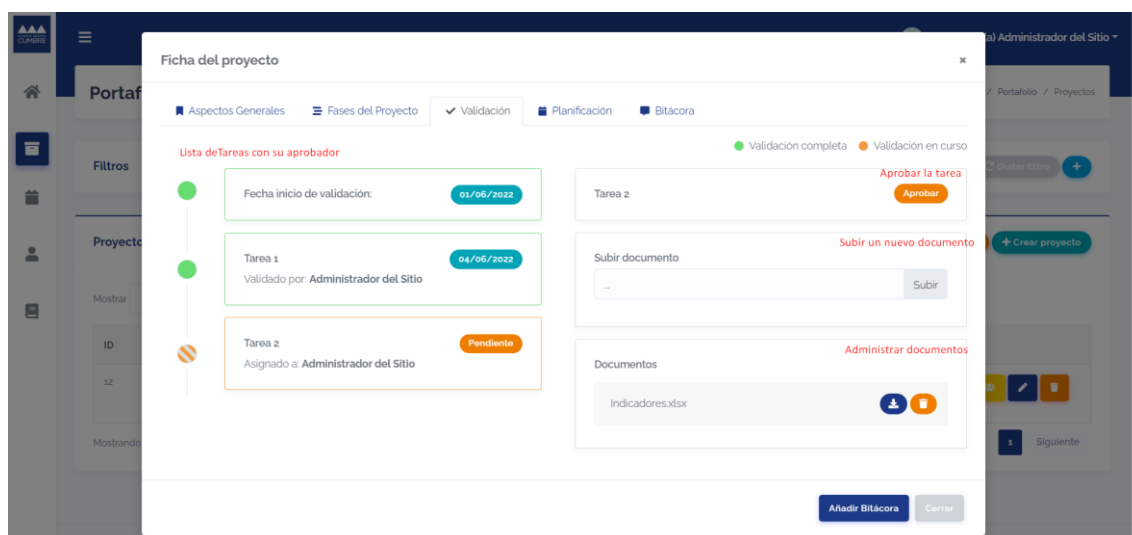 CUMBRE
(a) Administrador del Sitio
Ficha del proyecto
×
Portaf
/ Portafolio / Proyectos
Aspectos Generales
Fases del Proyecto
Validación
Planificación
Bitácora
Lista deTareas con su aprobador
Validación completa
Validación en curso
Filtros
Quitar filtro
+
Fecha inicio de validación:
01/06/2022
Aprobar la tarea
Tarea 2
Aprobar
Proyecto
+ Crear proyecto
Tarea 1
04/06/2022
Validado por: Administrador del Sitio
Subir un nuevo documento
Subir documento
...
Subir
Mostrar
ID
12
Tarea 2
Pendiente
Asignado a: Administrador del Sitio
Administrar documentos
Documentos
Indicadores.xlsx
Mostrando
1
Siguiente
Añadir Bitácora
Cerrar